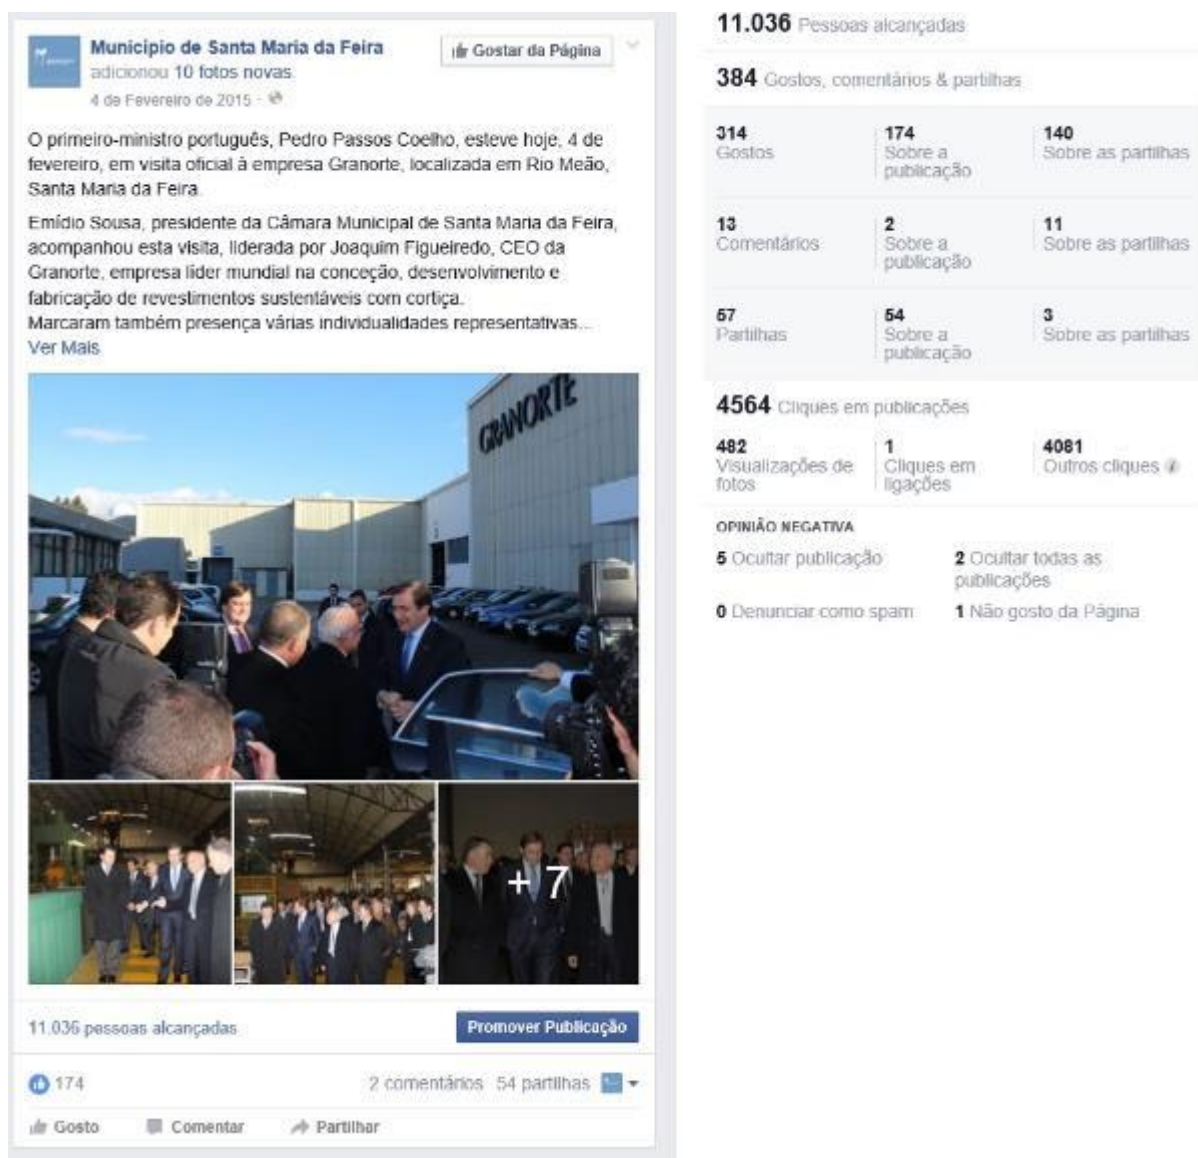 Município de Santa Maria da Feira
adicionou 10 fotos novas
4 de Fevereiro de 2015 ·
Gostar da Página
O primeiro-ministro português, Pedro Passos Coelho, esteve hoje, 4 de
fevereiro, em visita oficial à empresa Granorte, localizada em Rio Meão,
Santa Maria da Feira.
Emídio Sousa, presidente da Câmara Municipal de Santa Maria da Feira,
acompanhou esta visita, liderada por Joaquim Figueiredo, CEO da
Granorte, empresa líder mundial na conceção, desenvolvimento e
fabricação de revestimentos sustentáveis com cortiça.
Marcaram também presença várias individualidades representativas...
Ver Mais
GRANORTE
+ 7
11.036 pessoas alcançadas
Promover Publicação
174
2 comentários 54 partilhas
Gosto Comentar Partilhar
11.036 Pessoas alcançadas
384 Gostos, comentários & partilhas
314
Gostos
174
Sobre a
publicação
140
Sobre as partilhas
13
Comentários
2
Sobre a
publicação
11
Sobre as partilhas
57
Partilhas
54
Sobre a
publicação
3
Sobre as partilhas
4564 Cliques em publicações
482
Visualizações de
fotos
1
Cliques em
ligações
4081
Outros cliques
OPINIÃO NEGATIVA
5 Ocultar publicação
2 Ocultar todas as
publicações
0 Denunciar como spam
1 Não gosto da Página